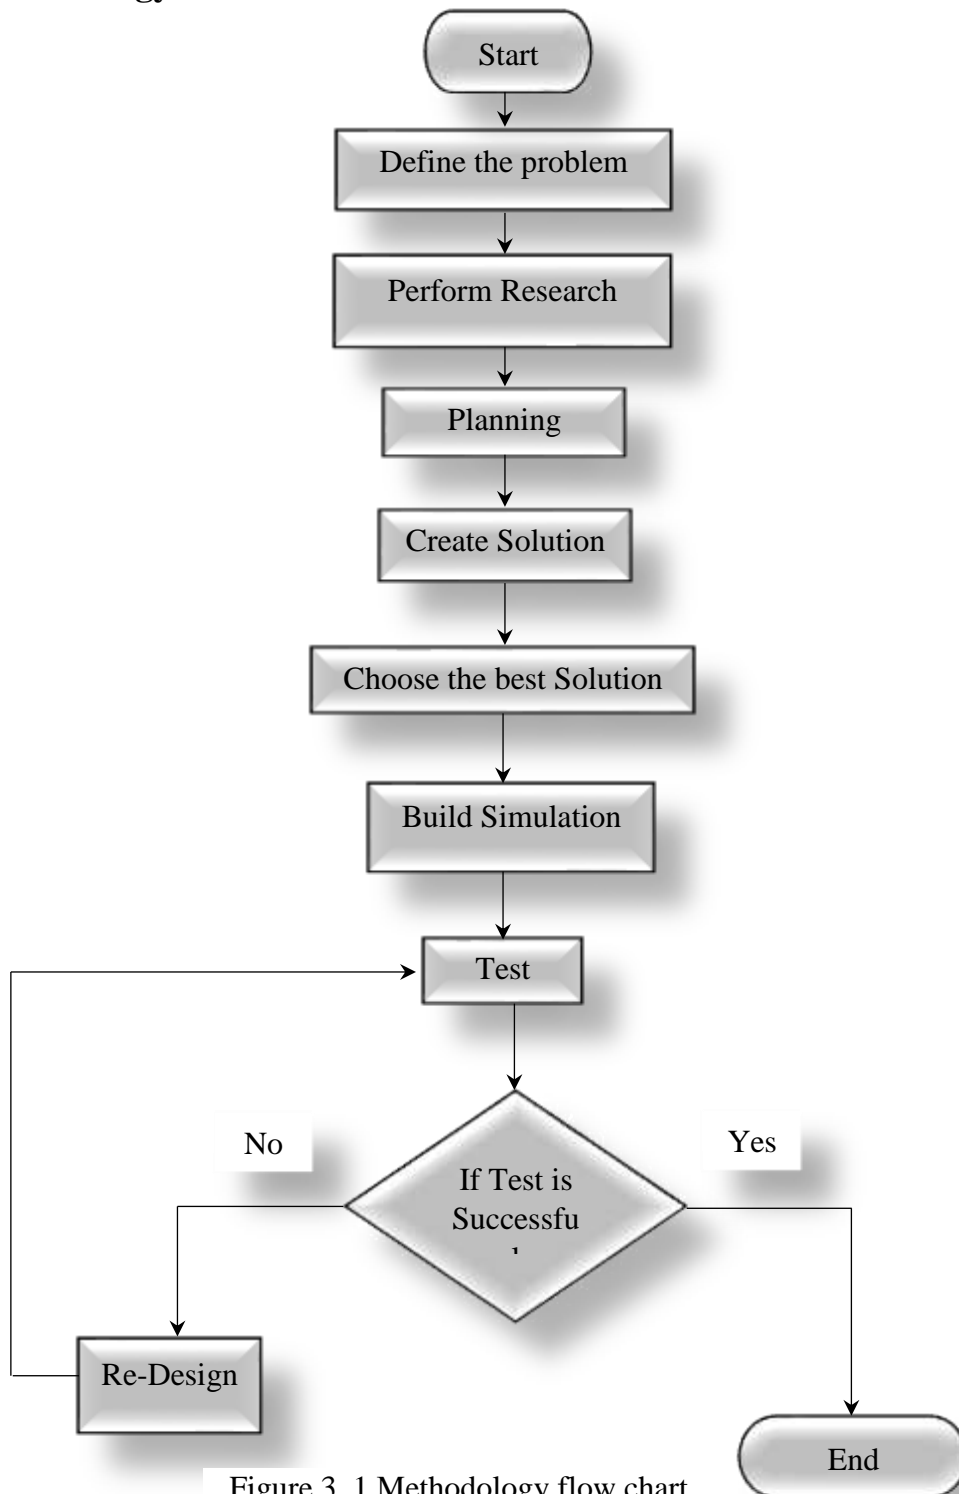 Start
Define the problem
Perform Research
Planning
Create Solution
Choose the best Solution
Build Simulation
Test
No
Yes
If Test is
Successfu
Re-Design
End
Figure 3. 1 Methodology flow chart